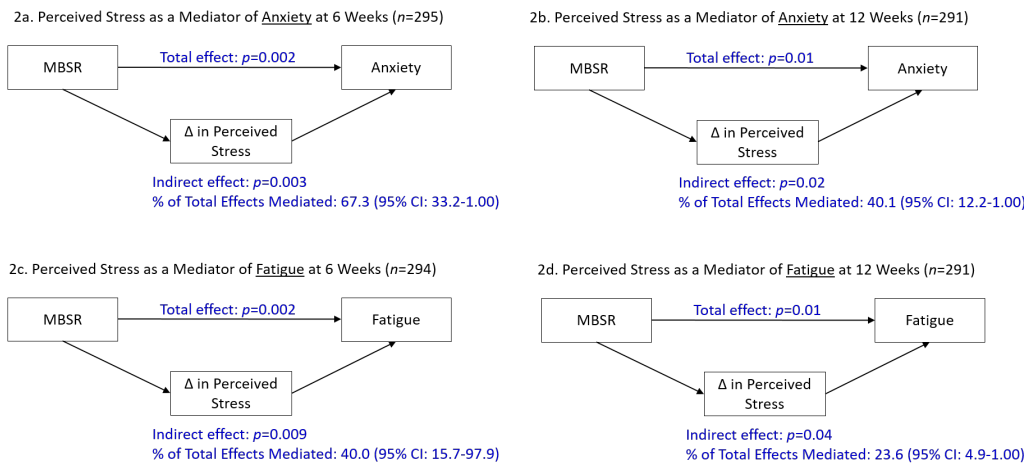 2a. Perceived Stress as a Mediator of Anxiety at 6 Weeks (n=295)
Total effect: p=0.002
MBSR
Anxiety
Δ in Perceived
Stress
Indirect effect: p=0.003
% of Total Effects Mediated: 67.3 (95% CI: 33.2-1.00)
2b. Perceived Stress as a Mediator of Anxiety at 12 Weeks (n=291)
Total effect: p=0.01
MBSR
Anxiety
Δ in Perceived
Stress
Indirect effect: p=0.02
% of Total Effects Mediated: 40.1 (95% CI: 12.2-1.00)
2c. Perceived Stress as a Mediator of Fatigue at 6 Weeks (n=294)
Total effect: p=0.002
MBSR
Fatigue
Δ in Perceived
Stress
Indirect effect: p=0.009
% of Total Effects Mediated: 40.0 (95% CI: 15.7-97.9)
2d. Perceived Stress as a Mediator of Fatigue at 12 Weeks (n=291)
Total effect: p=0.01
MBSR
Fatigue
Δ in Perceived
Stress
Indirect effect: p=0.04
% of Total Effects Mediated: 23.6 (95% CI: 4.9-1.00)